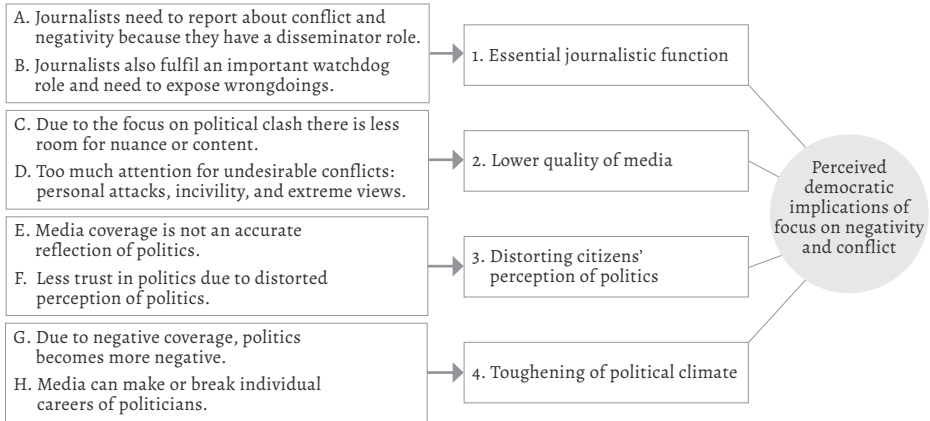 A. Journalists need to report about conflict and
negativity because they have a disseminator role.
B. Journalists also fulfil an important watchdog
role and need to expose wrongdoings.
1. Essential journalistic function
C. Due to the focus on political clash there is less
room for nuance or content.
D. Too much attention for undesirable conflicts:
personal attacks, incivility, and extreme views.
2. Lower quality of media
E. Media coverage is not an accurate
reflection of politics.
F. Less trust in politics due to distorted
perception of politics.
3. Distorting citizens’
perception of politics
G. Due to negative coverage, politics
becomes more negative.
H. Media can make or break individual
careers of politicians.
4. Toughening of political climate
Perceived
democratic
implications of
focus on negativity
and conflict